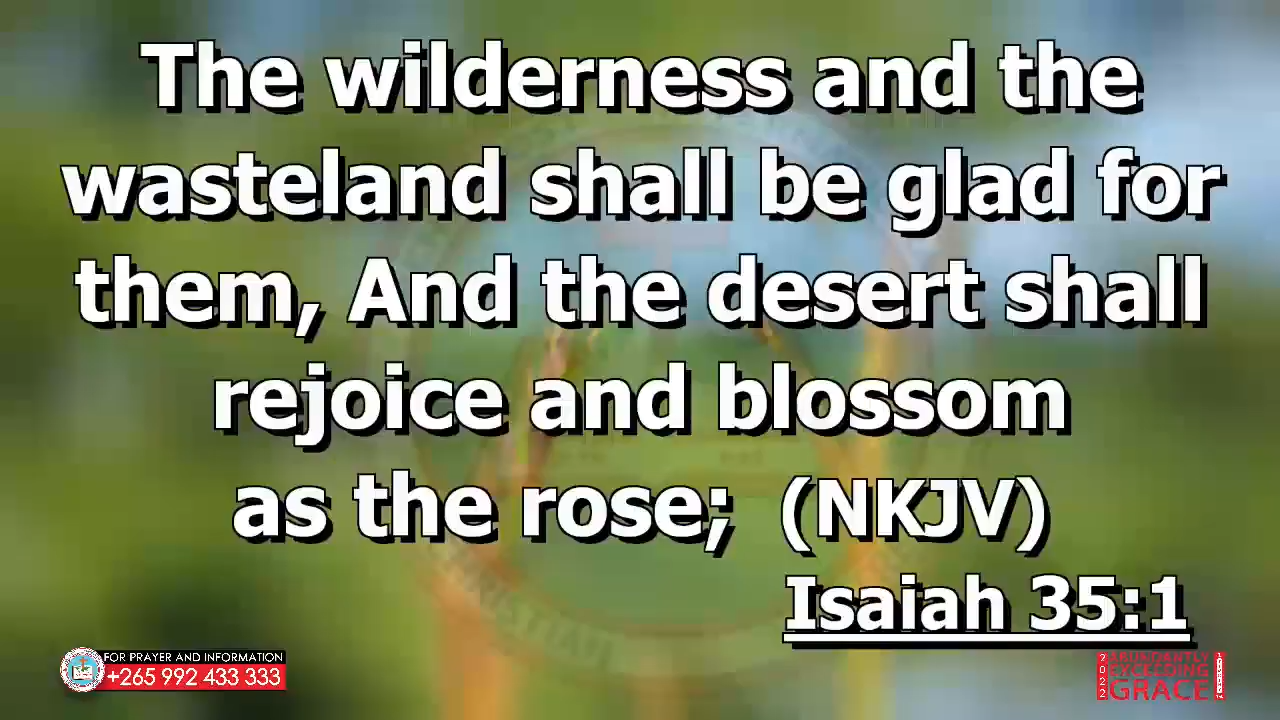 The wilderness and the
wasteland shall be glad for
them, And the desert shall
rejoice and blossom
as the rose; (NKJV)
Isaiah 35:1
FOR PRAYER AND INFORMATION
+265 992 433 333
2022
ABUNDANTLY
EXCEEDING
GRACE